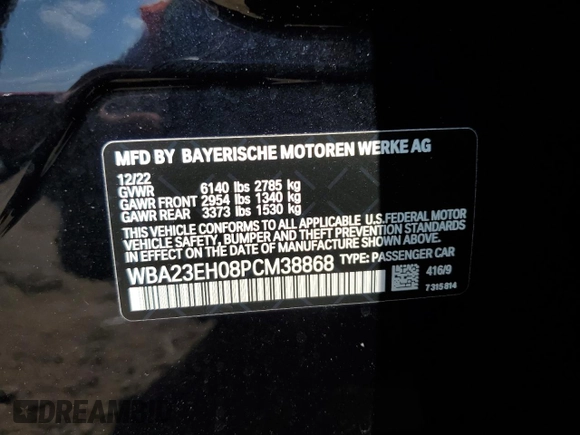 MFD BY BAYERISCHE MOTOREN WERKE AG
12/22
GVWR 6140 lbs 2785 kg
GAWR FRONT 2954 lbs 1340 kg
GAWR REAR 3373 lbs 1530 kg
THIS VEHICLE CONFORMS TO ALL APPLICABLE U.S.FEDERAL MOTOR
VEHICLE SAFETY, BUMPER AND THEFT PREVENTION STANDARDS
IN EFFECT ON DATE OF MANUFACTURE SHOWN ABOVE.
WBA23EH08PCM38868 TYPE: PASSENGER CAR
416/9
7 315 814
DREAMBID